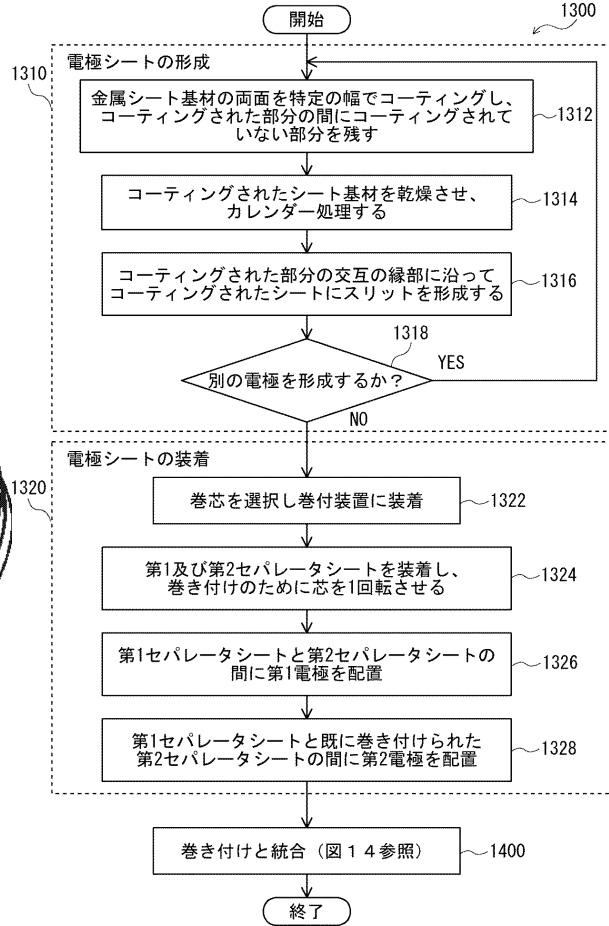 開始
1300
1310
電極シートの形成
金属シート基材の両面を特定の幅でコーティングし、
コーティングされた部分の間にコーティングされて
いない部分を残す
1312
コーティングされたシート基材を乾燥させ、
カレンダー処理する
1314
コーティングされた部分の交互の縁部に沿って
コーティングされたシートにスリットを形成する
1316
1318
別の電極を形成するか？
YES
NO
1320
電極シートの装着
巻芯を選択し巻付装置に装着
1322
第1及び第2セパレータシートを装着し、
巻き付けのために芯を1回転させる
1324
第1セパレータシートと第2セパレータシートの
間に第1電極を配置
1326
第1セパレータシートと既に巻き付けられた
第2セパレータシートの間に第2電極を配置
1328
巻き付けと統合（図１４参照）
1400
終了